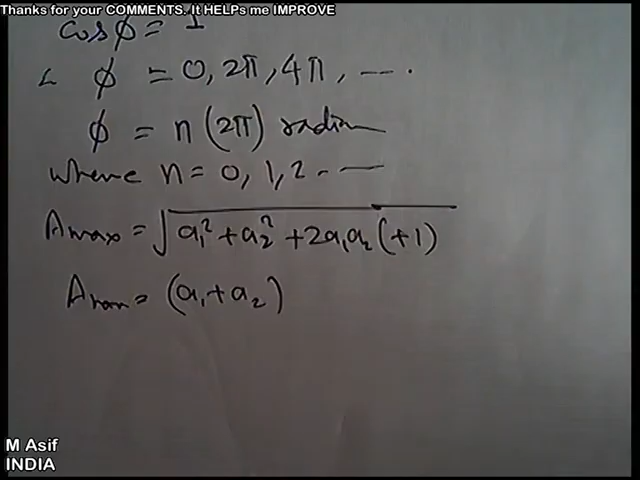 Thanks for your COMMENTS. It HELPs me IMPROVE
cosϕ = 1
ϕ = 0, 2π, 4π, ---.
ϕ = n (2π) radian
where n = 0, 1, 2 - --
Amax = √(a₁² + a₂² + 2a₁a₂ (+1)
Amax = (a₁ + a₂)
M Asif
INDIA